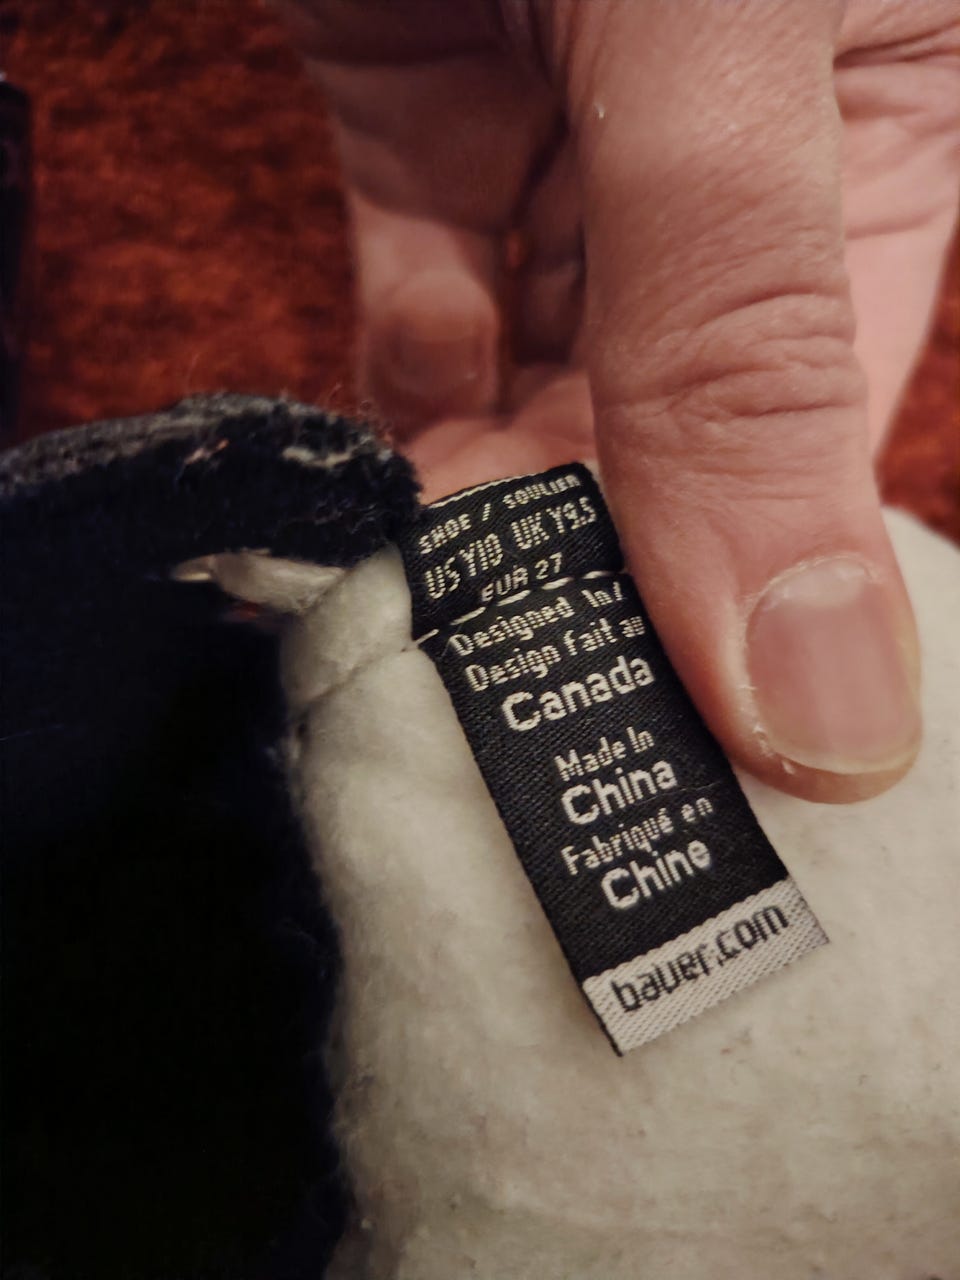 SHOE / SOULIER
US Y10 UK Y9.5
EUR 27
Designed In/
Design fait au
Canada
Made In
China
Fabriqué en
Chine
bauer.com